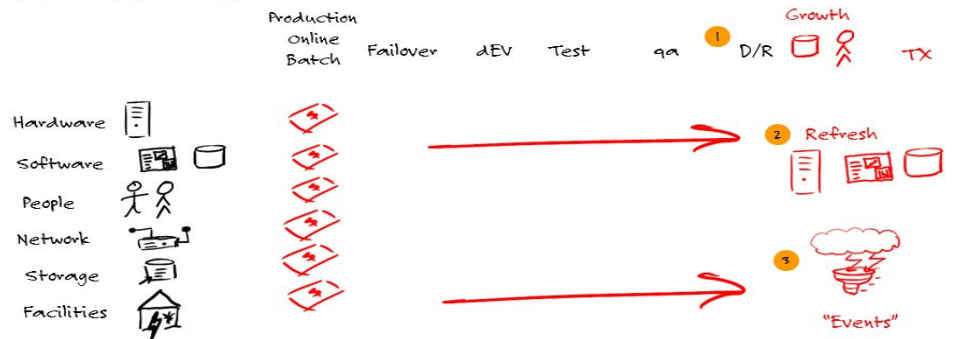 Growth
Production
Online
Batch
Failover
dEV
Test
qa
1
D/R
TX
Hardware
2
Refresh
Software
People
Network
3
Storage
Facilities
"Events"